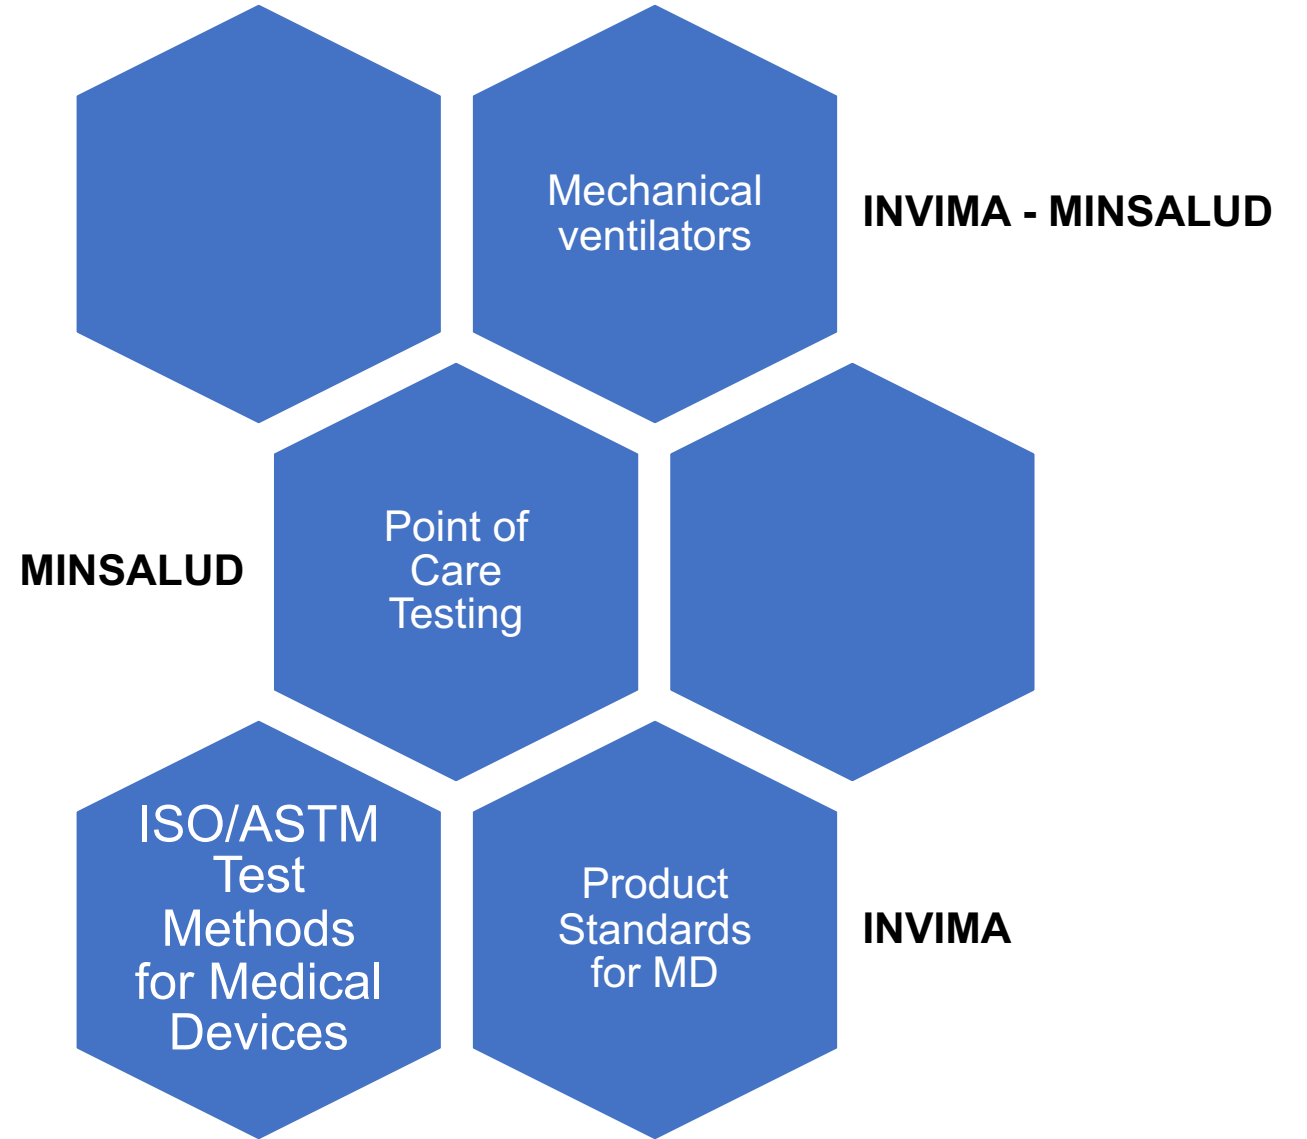 Mechanical
ventilators
INVIMA - MINSALUD
MINSALUD
Point of
Care
Testing
ISO/ASTM
Test
Methods
for Medical
Devices
Product
Standards
for MD
INVIMA